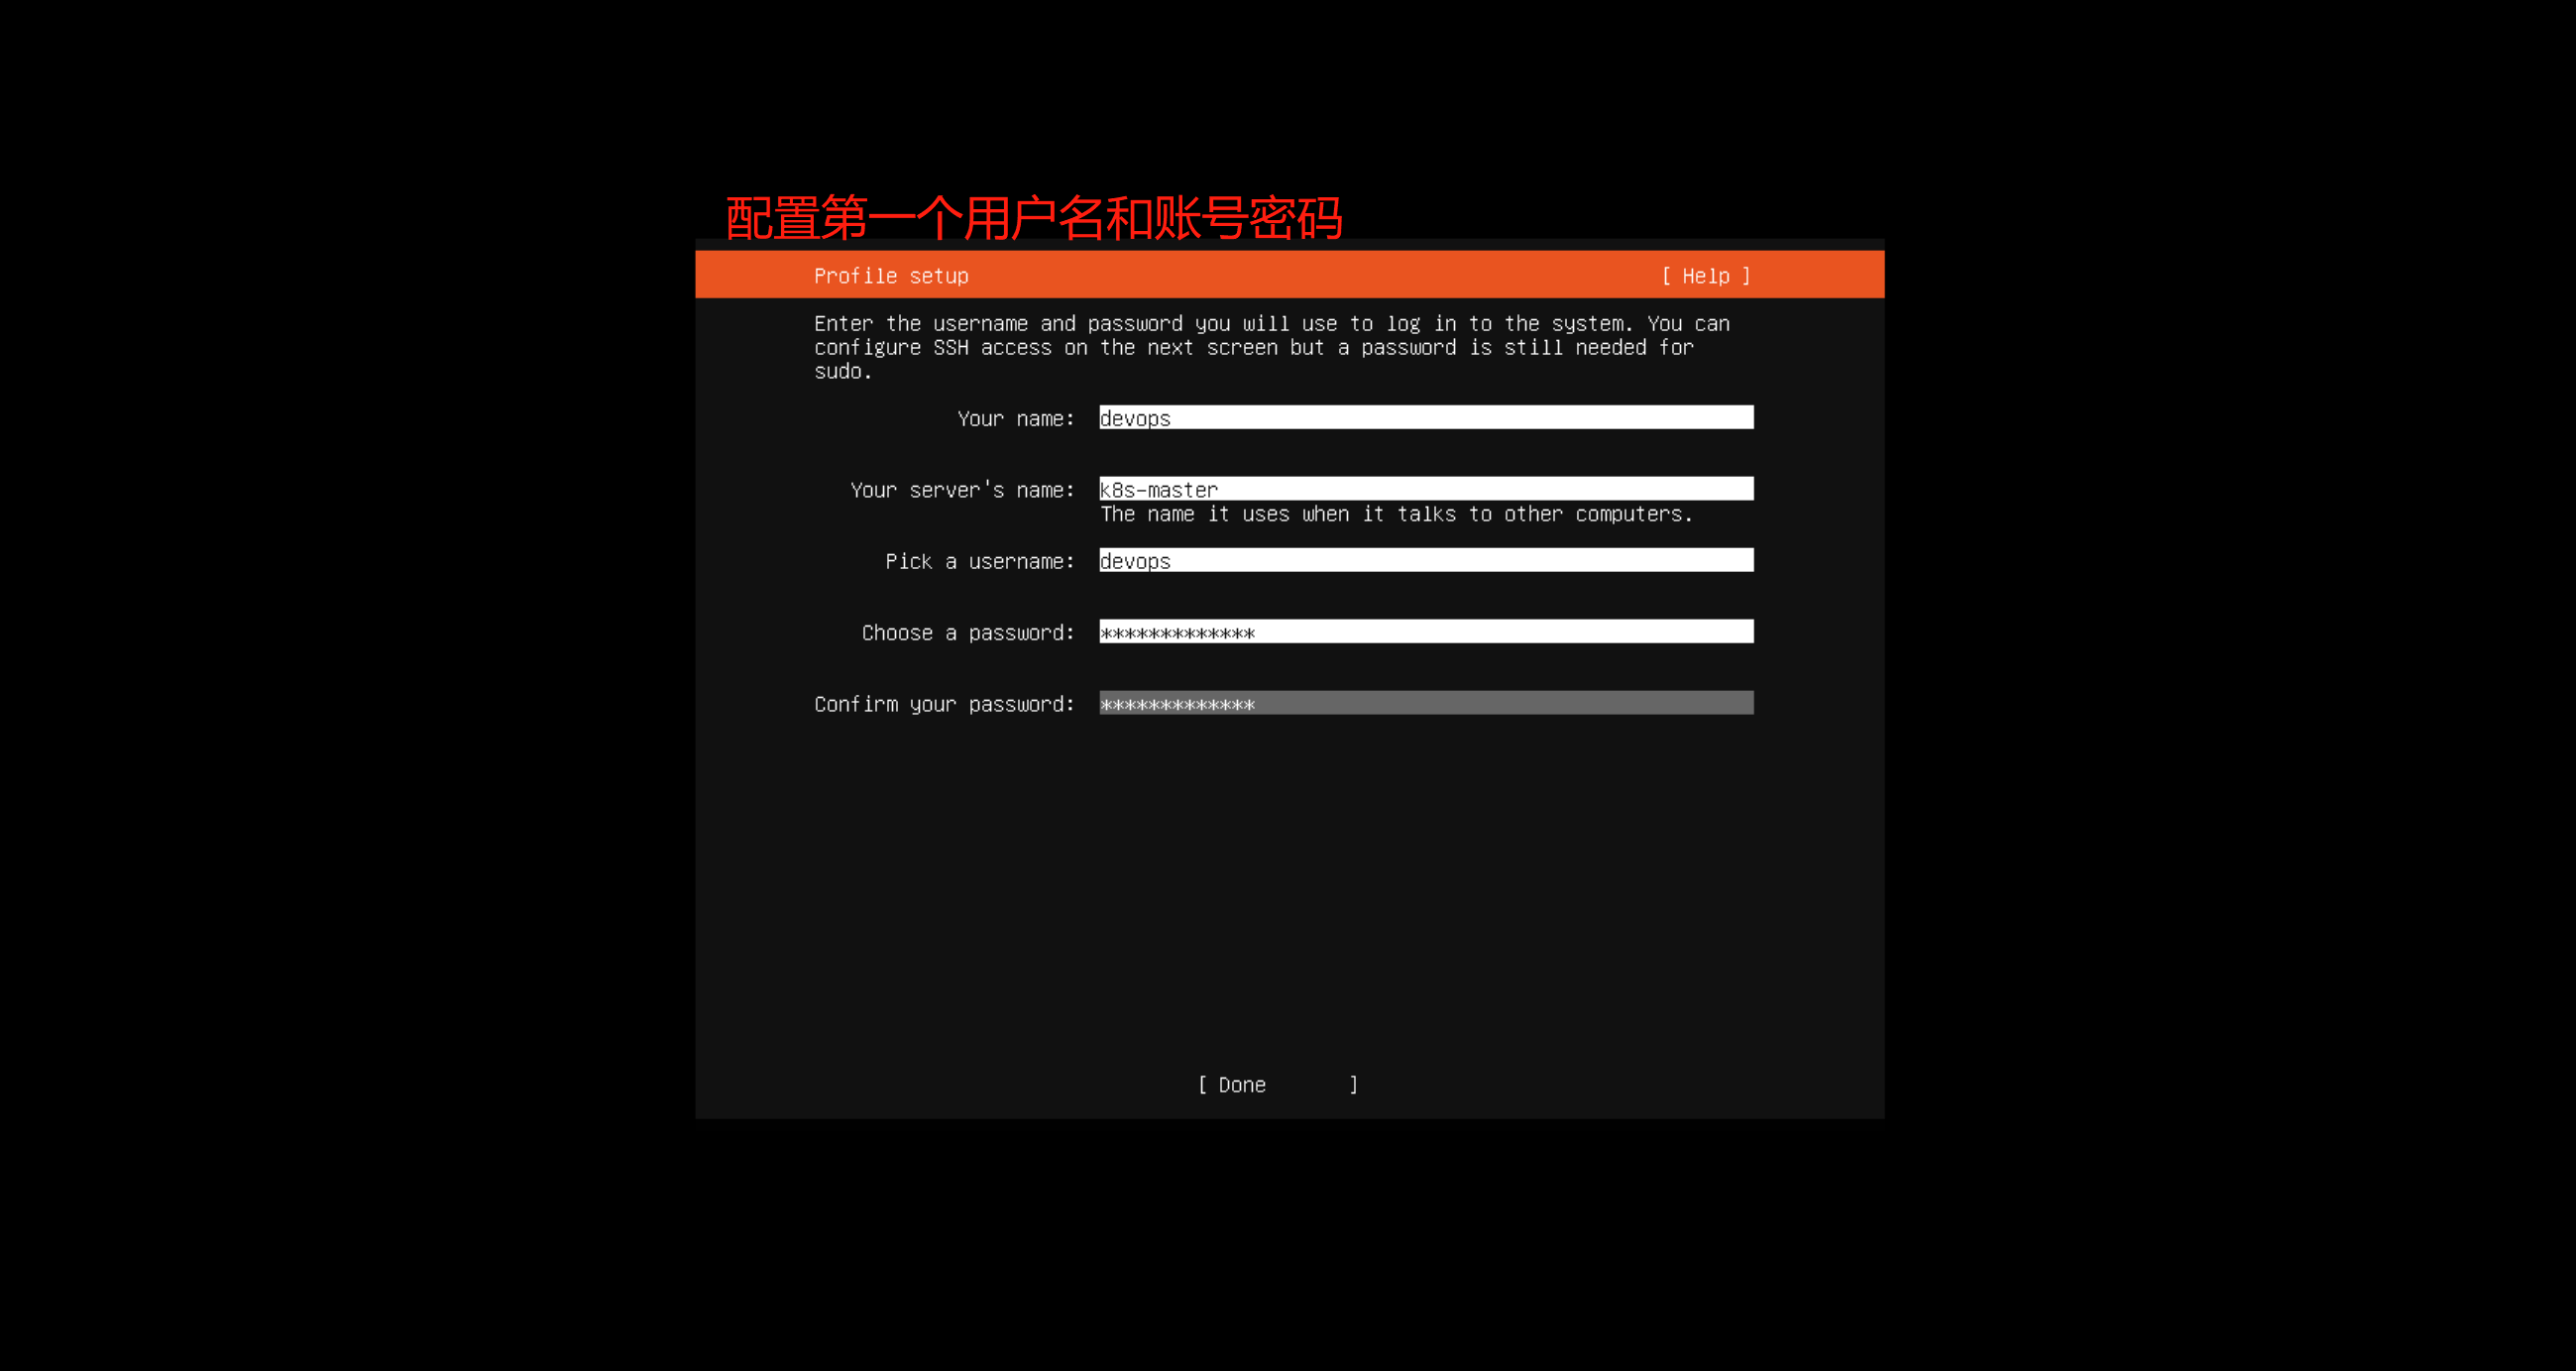 配置第一个用户名和账号密码
Profile setup [ Help ]
Enter the username and password you will use to log in to the system. You can
configure SSH access on the next screen but a password is still needed for
sudo.
Your name: devops
Your server's name: k8s-master
The name it uses when it talks to other computers.
Pick a username: devops
Choose a password: *************
Confirm your password: *************
[ Done ]